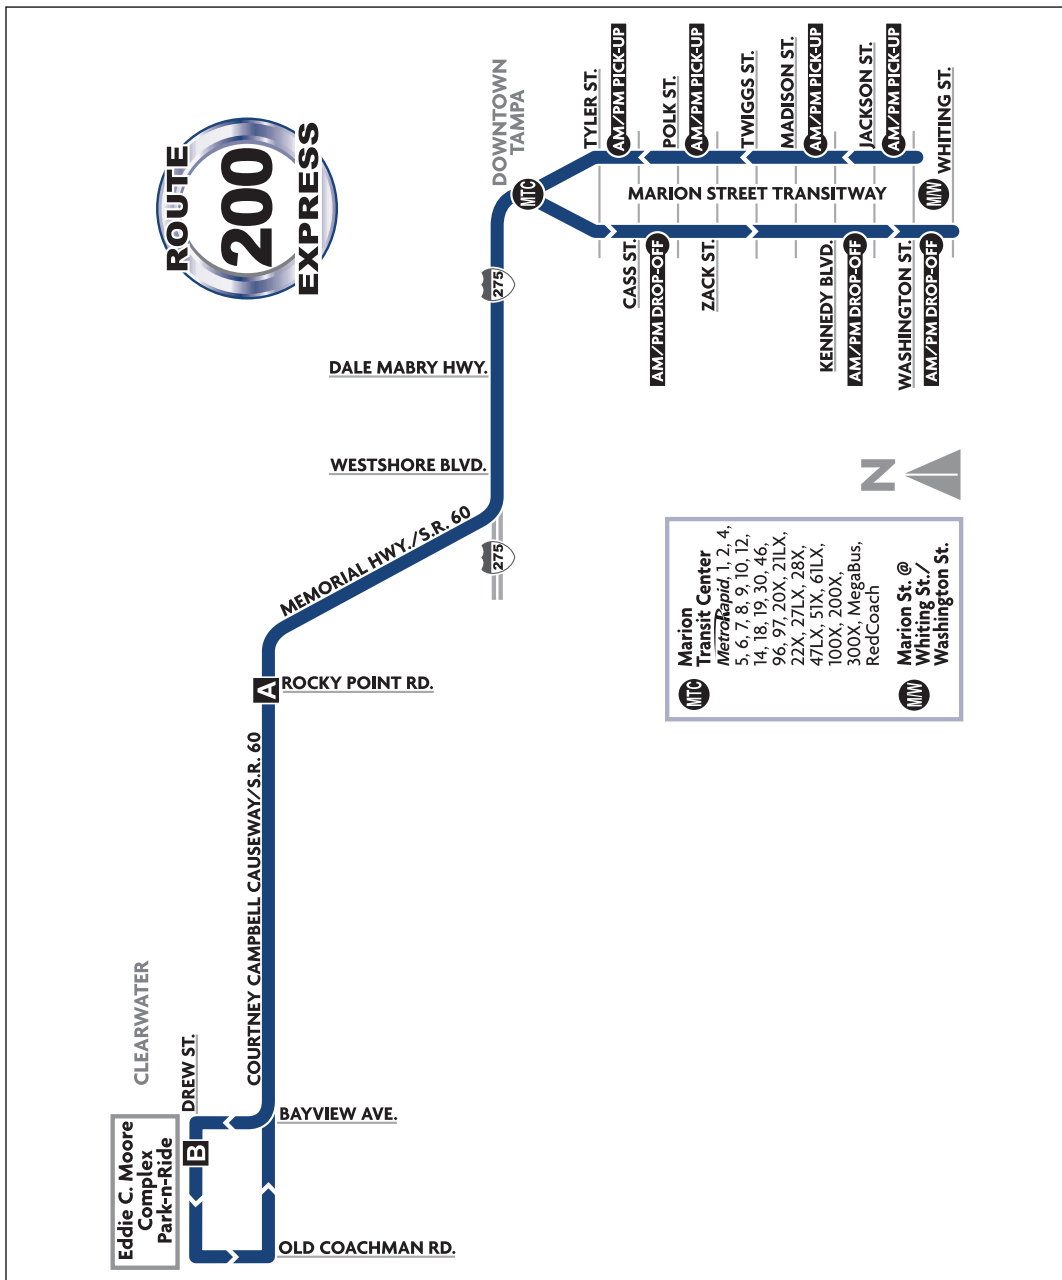 ROUTE
200
EXPRESS
DOWNTOWN
TAMPA
MTC
TYLER ST.
AM/PM PICK-UP
POLK ST.
AM/PM PICK-UP
TWIGGS ST.
MADISON ST.
AM/PM PICK-UP
JACKSON ST.
AM/PM PICK-UP
WHITING ST.
M/W
MARION STREET TRANSITWAY
CASS ST.
AM/PM DROP-OFF
ZACK ST.
KENNEDY BLVD.
AM/PM DROP-OFF
WASHINGTON ST.
AM/PM DROP-OFF
275
DALE MABRY HWY.
WESTSHORE BLVD.
275
MEMORIAL HWY./S.R. 60
A
ROCKY POINT RD.
COURTNEY CAMPBELL CAUSEWAY/S.R. 60
CLEARWATER
DREW ST.
BAYVIEW AVE.
B
Eddie C. Moore
Complex
Park-n-Ride
OLD COACHMAN RD.
N
MTC
Marion
Transit Center
MetroRapid, 1, 2, 4,
5, 6, 7, 8, 9, 10, 12,
14, 18, 19, 30, 46,
96, 97, 20X, 21LX,
22X, 27LX, 28X,
47LX, 51X, 61LX,
100X, 200X,
300X, MegaBus,
RedCoach
M/W
Marion St. @
Whiting St./
Washington St.